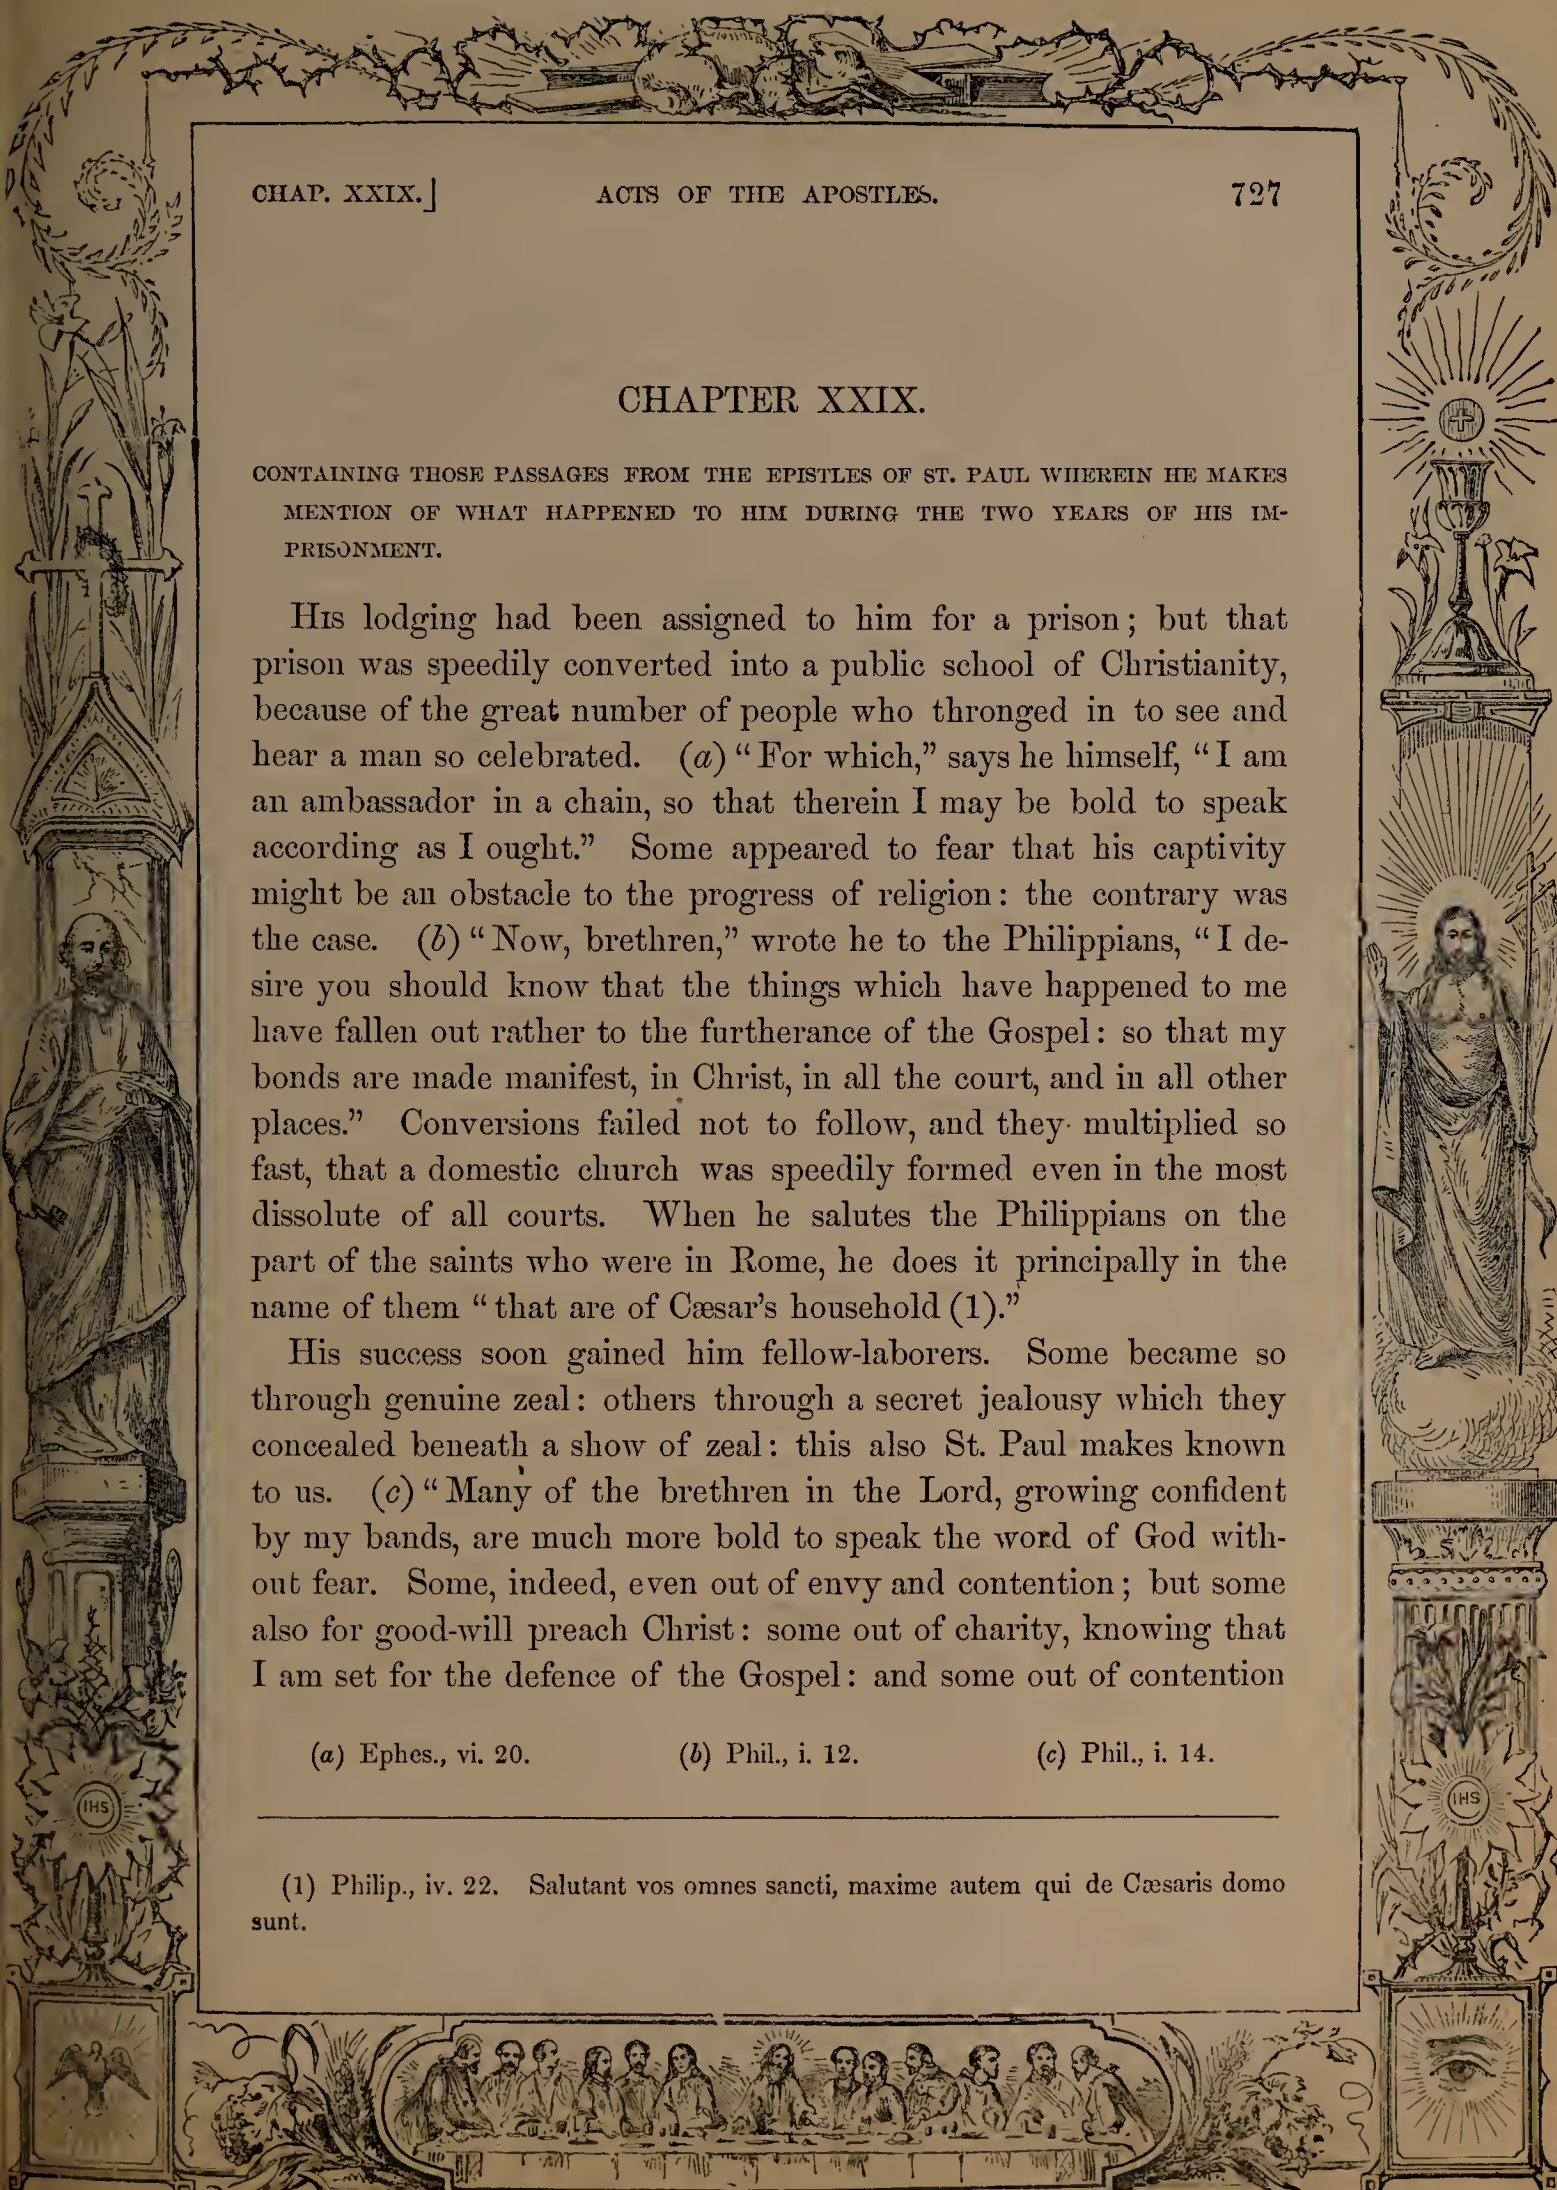 CHAP. XXIX.] ACTS OF THE APOSTLES. 727
CHAPTER XXIX.
CONTAINING THOSE PASSAGES FROM THE EPISTLES OF ST. PAUL WHEREIN HE MAKES
MENTION OF WHAT HAPPENED TO HIM DURING THE TWO YEARS OF HIS IM-
PRISONMENT.
HIS lodging had been assigned to him for a prison; but that
prison was speedily converted into a public school of Christianity,
because of the great number of people who thronged in to see and
hear a man so celebrated. (a) “For which,” says he himself, “I am
an ambassador in a chain, so that therein I may be bold to speak
according as I ought.” Some appeared to fear that his captivity
might be an obstacle to the progress of religion: the contrary was
the case. (b) “Now, brethren,” wrote he to the Philippians, “I de-
sire you should know that the things which have happened to me
have fallen out rather to the furtherance of the Gospel: so that my
bonds are made manifest, in Christ, in all the court, and in all other
places.” Conversions failed not to follow, and they multiplied so
fast, that a domestic church was speedily formed even in the most
dissolute of all courts. When he salutes the Philippians on the
part of the saints who were in Rome, he does it principally in the
name of them “that are of Cæsar’s household (1).”
His success soon gained him fellow-laborers. Some became so
through genuine zeal: others through a secret jealousy which they
concealed beneath a show of zeal: this also St. Paul makes known
to us. (c) “Many of the brethren in the Lord, growing confident
by my bands, are much more bold to speak the word of God with-
out fear. Some, indeed, even out of envy and contention; but some
also for good-will preach Christ: some out of charity, knowing that
I am set for the defence of the Gospel: and some out of contention
(a) Ephes., vi. 20. (b) Phil., i. 12. (c) Phil., i. 14.
(1) Philip., iv. 22. Salutant vos omnes sancti, maxime autem qui de Cæsaris domo
sunt.
IHS
IHS